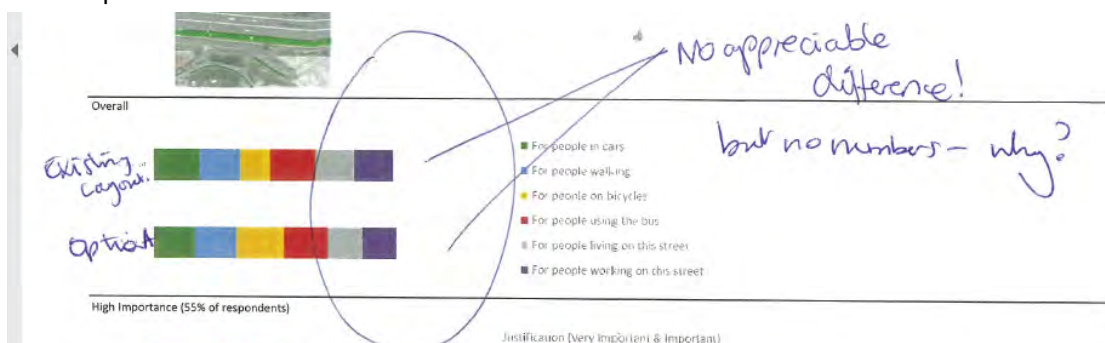 No appreciable
difference!
Overall
but no numbers - why?
Existing
Layout.
For people in cars
For people walking
For people on bicycles
For people using the bus
Option A
For people living on this street
For people working on this street
High Importance (55% of respondents)
Justification (Very Important & Important)